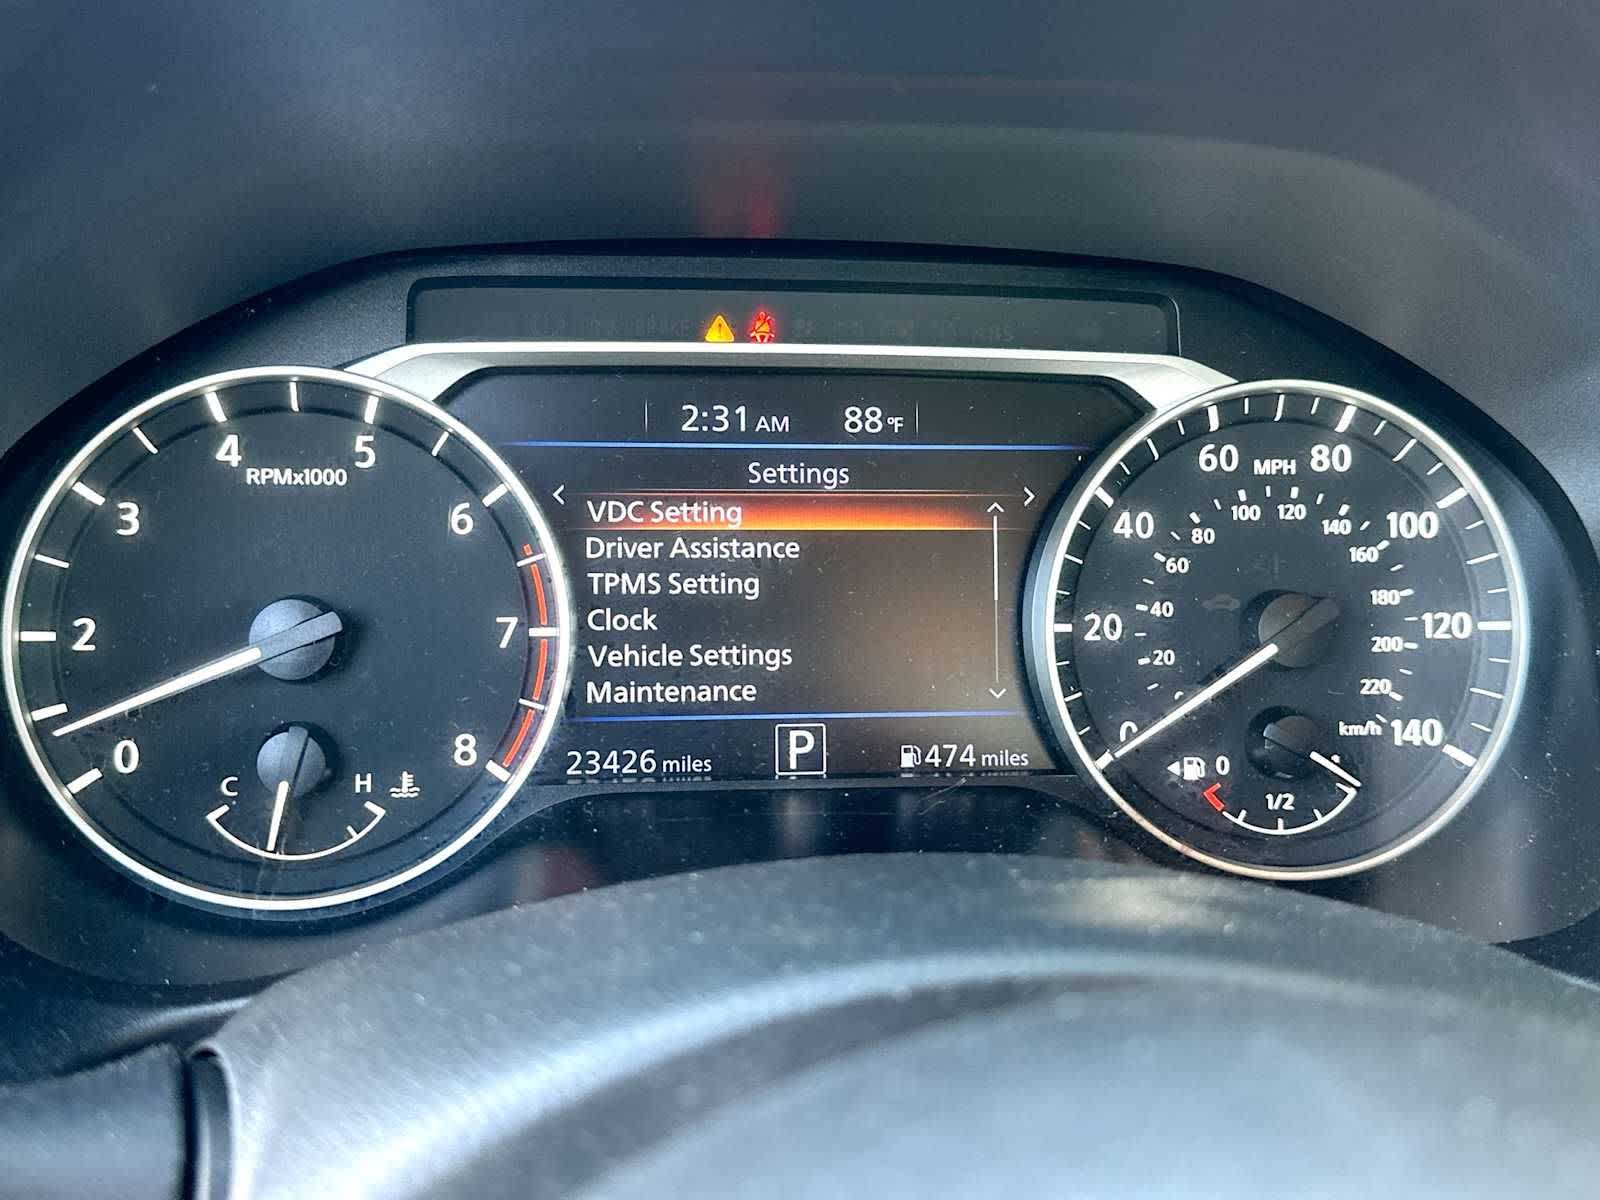 2:31 AM 88°F
Settings
VDC Setting
Driver Assistance
TPMS Setting
Clock
Vehicle Settings
Maintenance
23426 miles P 474 miles
0 2 3 4 5 6 7 8
RPMx1000
C H
0 20 40 60 80 100 120 140
MPH
20 40 60 80 100 120 140 160 180 200 220
km/h
0 1/2